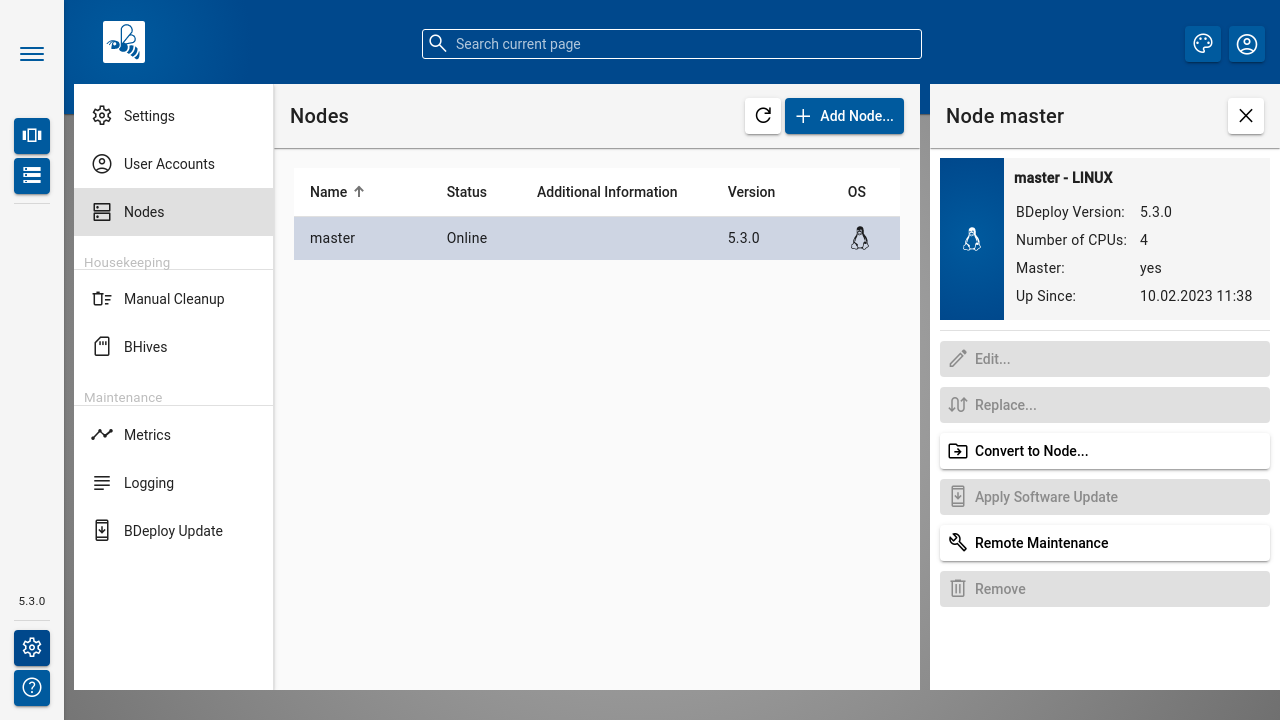 Search current page
Settings
User Accounts
Nodes
Housekeeping
Manual Cleanup
BHives
Maintenance
Metrics
Logging
BDeploy Update
5.3.0
Nodes
Add Node...
Name Status Additional Information Version OS
master Online 5.3.0
Node master
master - LINUX
BDeploy Version: 5.3.0
Number of CPUs: 4
Master: yes
Up Since: 10.02.2023 11:38
Edit...
Replace...
Convert to Node...
Apply Software Update
Remote Maintenance
Remove